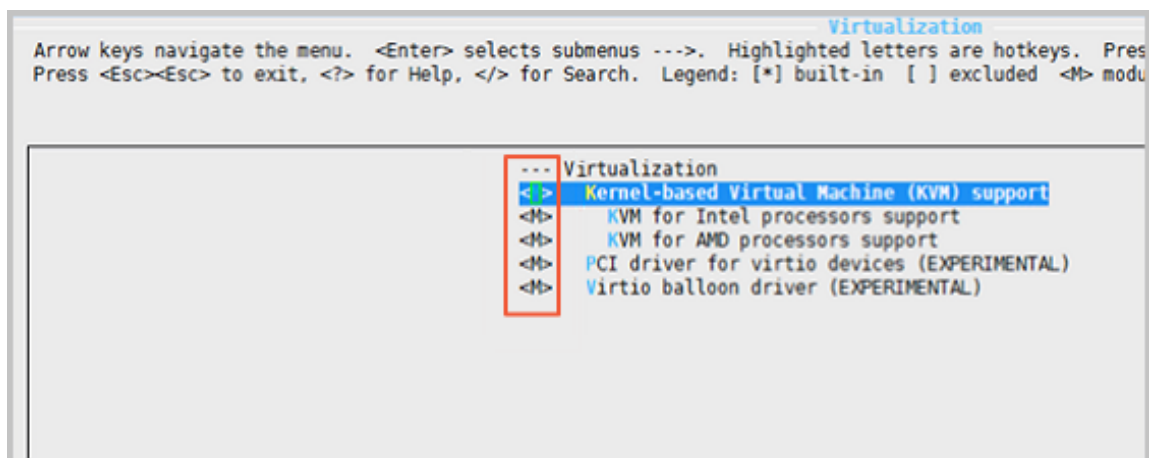 Virtualization
Arrow keys navigate the menu. <Enter> selects submenus --->. Highlighted letters are hotkeys. Pres
Press <Esc><Esc> to exit, <?> for Help, </> for Search. Legend: [*] built-in [ ] excluded <M> modu
--- Virtualization
< > Kernel-based Virtual Machine (KVM) support
<M> KVM for Intel processors support
<M> KVM for AMD processors support
<M> PCI driver for virtio devices (EXPERIMENTAL)
<M> Virtio balloon driver (EXPERIMENTAL)